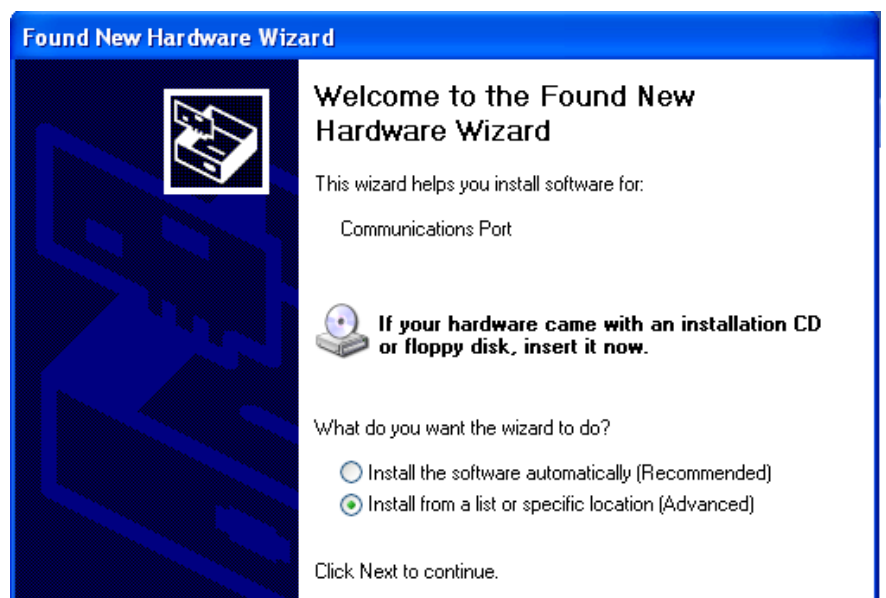 Found New Hardware Wizard
Welcome to the Found New
Hardware Wizard
This wizard helps you install software for:
Communications Port
If your hardware came with an installation CD
or floppy disk, insert it now.
What do you want the wizard to do?
Install the software automatically (Recommended)
Install from a list or specific location (Advanced)
Click Next to continue.